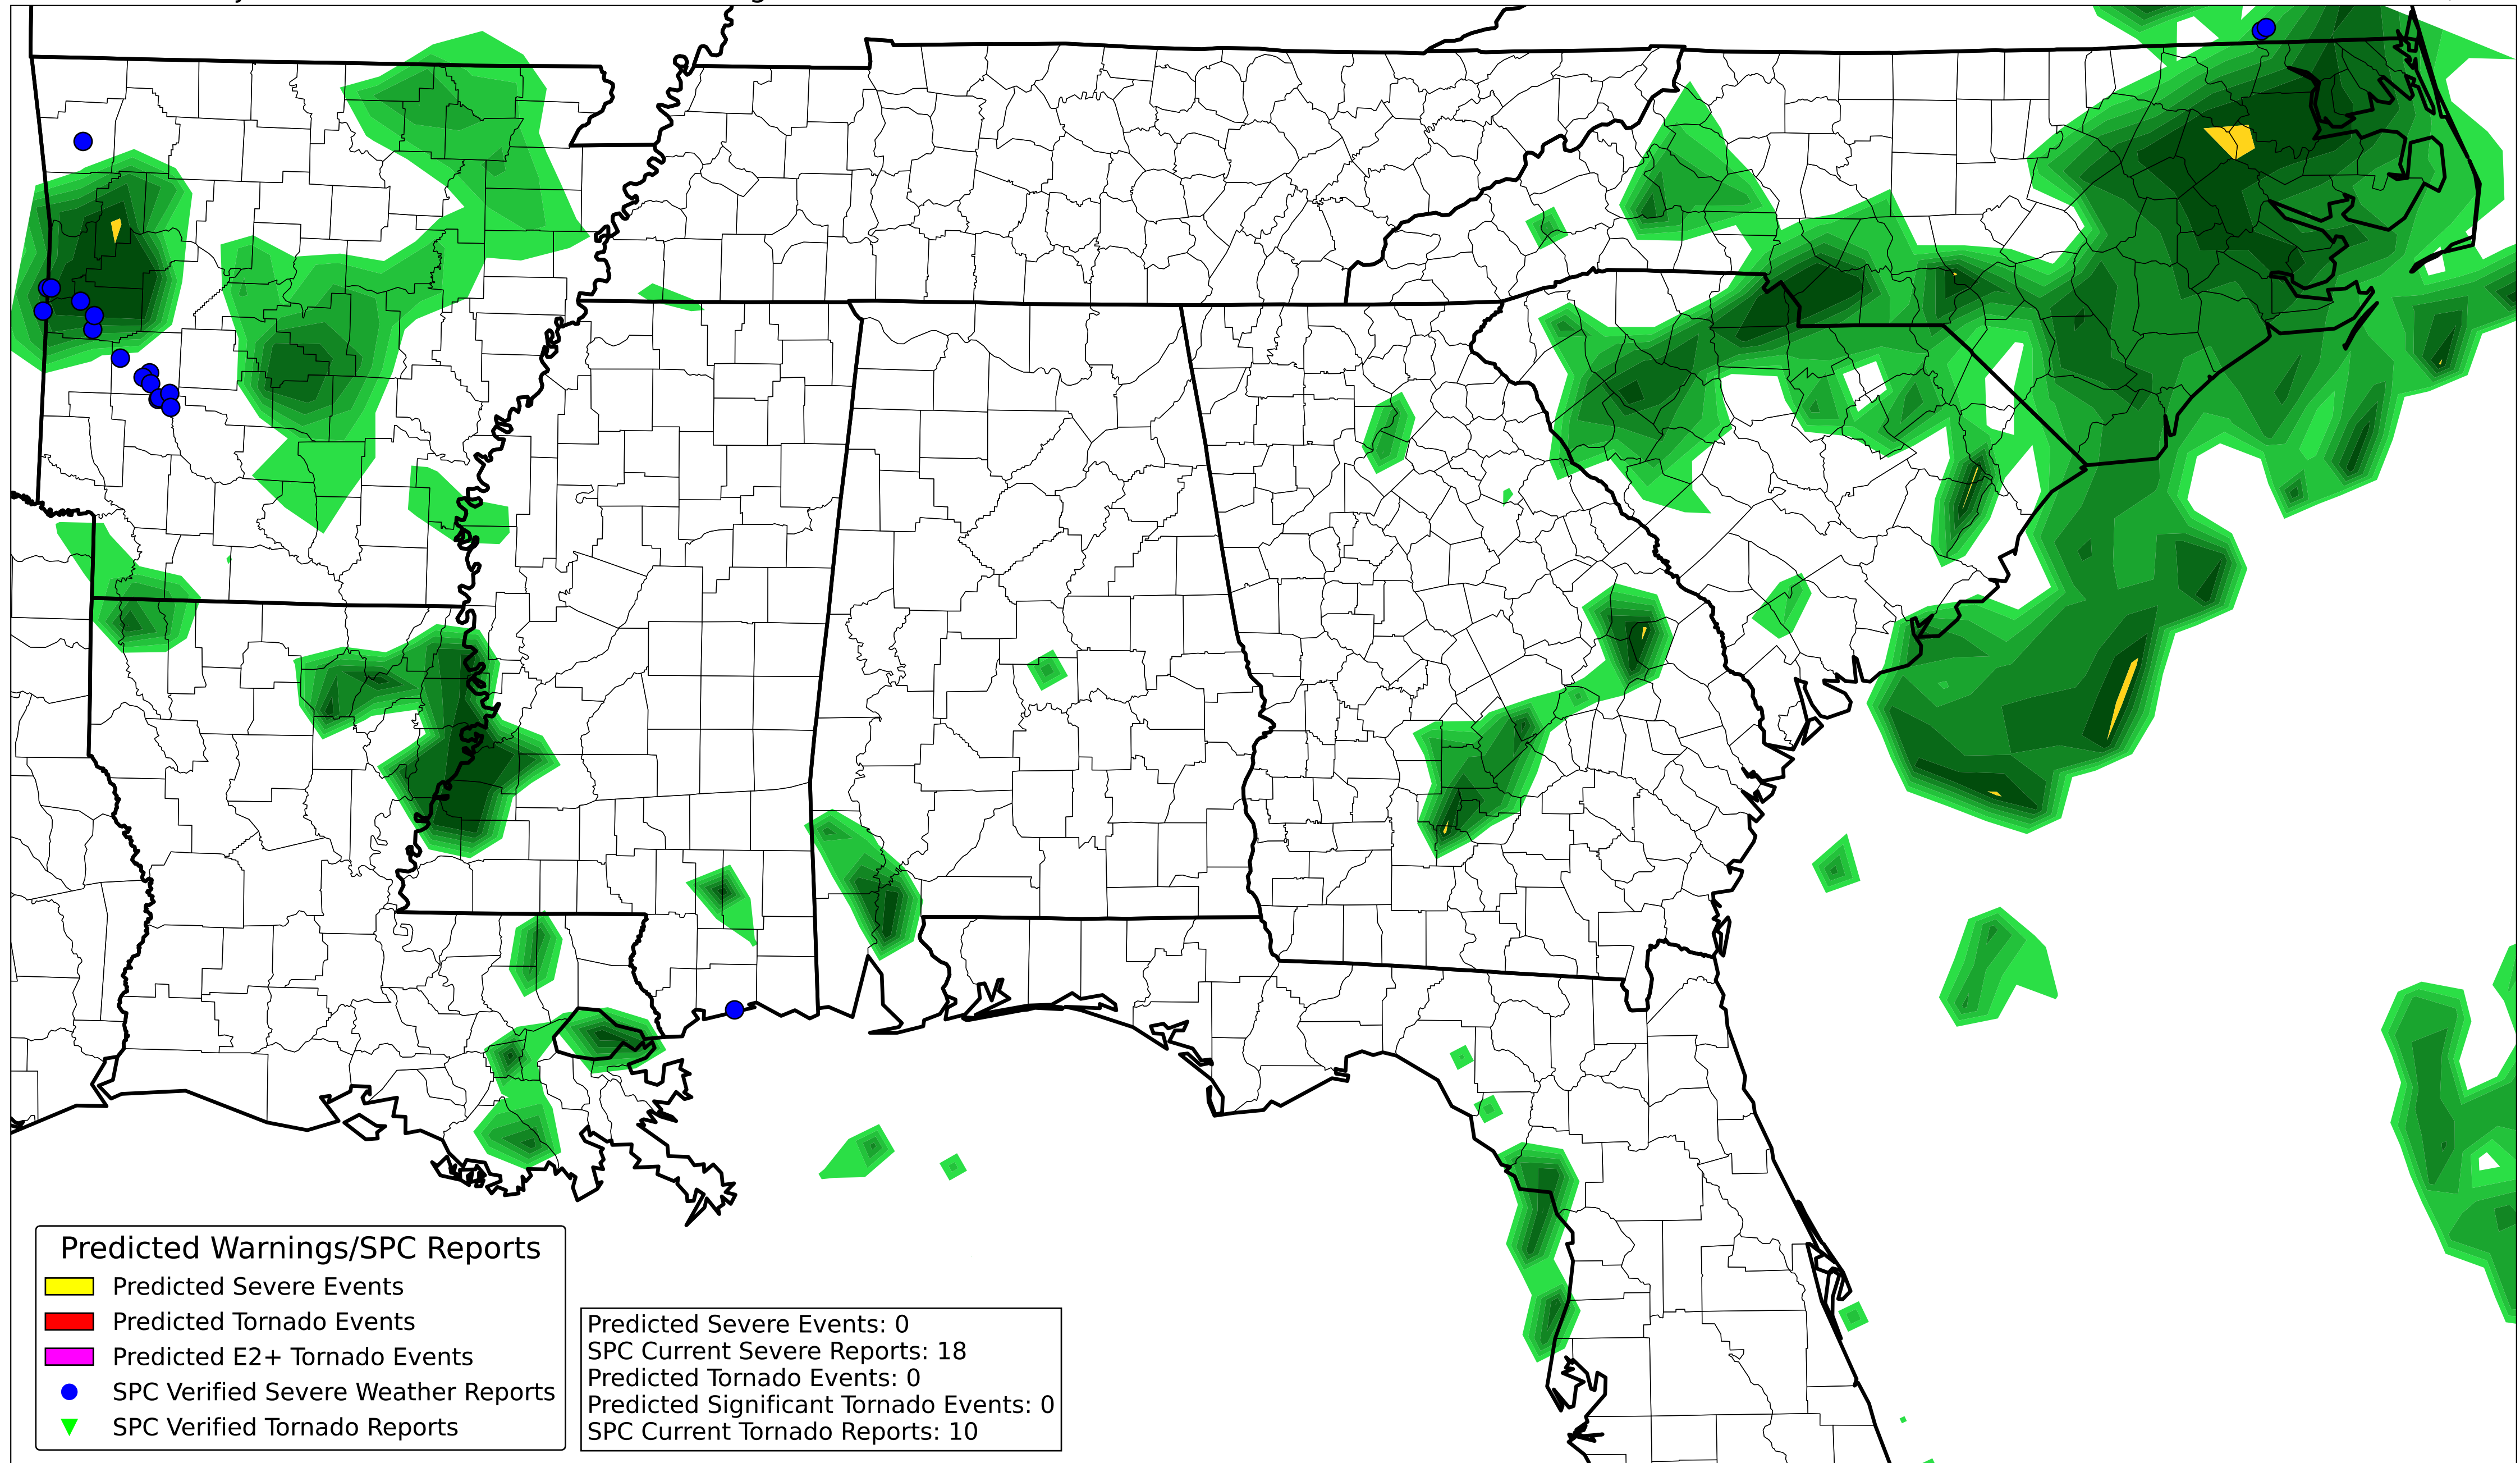 Predicted Warnings/SPC Reports
Predicted Severe Events
Predicted Tornado Events
Predicted E2+ Tornado Events
SPC Verified Severe Weather Reports
SPC Verified Tornado Reports
Predicted Severe Events: 0
SPC Current Severe Reports: 18
Predicted Tornado Events: 0
Predicted Significant Tornado Events: 0
SPC Current Tornado Reports: 10